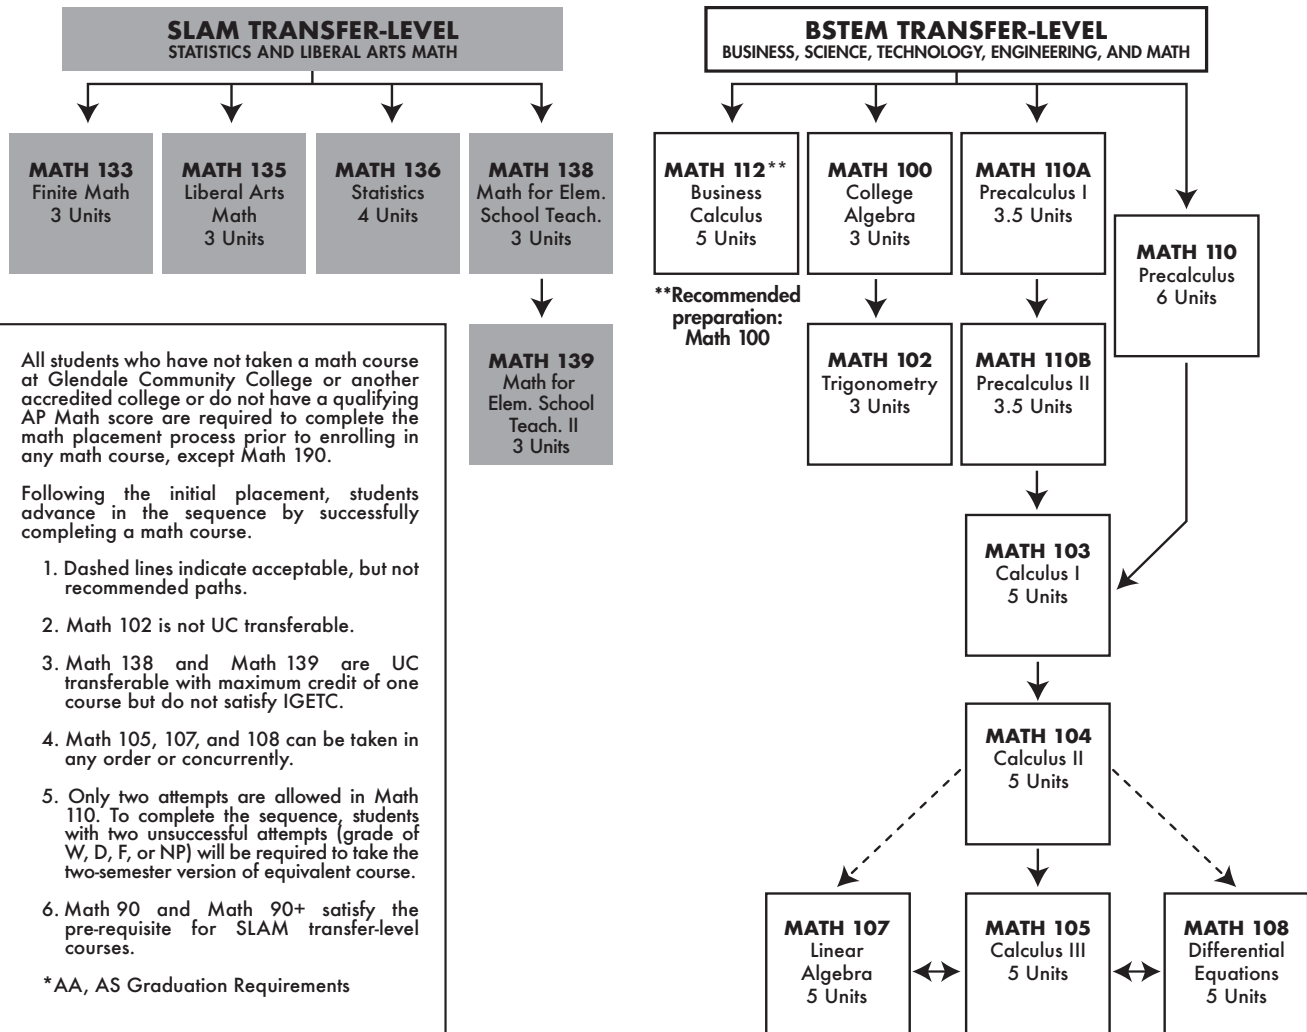 SLAM TRANSFER-LEVEL
STATISTICS AND LIBERAL ARTS MATH
MATH 133
Finite Math
3 Units
MATH 135
Liberal Arts
Math
3 Units
MATH 136
Statistics
4 Units
MATH 138
Math for Elem.
School Teach.
3 Units
MATH 139
Math for
Elem. School
Teach. II
3 Units
All students who have not taken a math course
at Glendale Community College or another
accredited college or do not have a qualifying
AP Math score are required to complete the
math placement process prior to enrolling in
any math course, except Math 190.
Following the initial placement, students
advance in the sequence by successfully
completing a math course.
1. Dashed lines indicate acceptable, but not
recommended paths.
2. Math 102 is not UC transferable.
3. Math 138 and Math 139 are UC
transferable with maximum credit of one
course but do not satisfy IGETC.
4. Math 105, 107, and 108 can be taken in
any order or concurrently.
5. Only two attempts are allowed in Math
110. To complete the sequence, students
with two unsuccessful attempts (grade of
W, D, F, or NP) will be required to take the
two-semester version of equivalent course.
6. Math 90 and Math 90+ satisfy the
pre-requisite for SLAM transfer-level
courses.
*AA, AS Graduation Requirements
BSTEM TRANSFER-LEVEL
BUSINESS, SCIENCE, TECHNOLOGY, ENGINEERING, AND MATH
MATH 112**
Business
Calculus
5 Units
**Recommended
preparation:
Math 100
MATH 100
College
Algebra
3 Units
MATH 102
Trigonometry
3 Units
MATH 110A
Precalculus I
3.5 Units
MATH 110B
Precalculus II
3.5 Units
MATH 110
Precalculus
6 Units
MATH 103
Calculus I
5 Units
MATH 104
Calculus II
5 Units
MATH 107
Linear
Algebra
5 Units
MATH 105
Calculus III
5 Units
MATH 108
Differential
Equations
5 Units